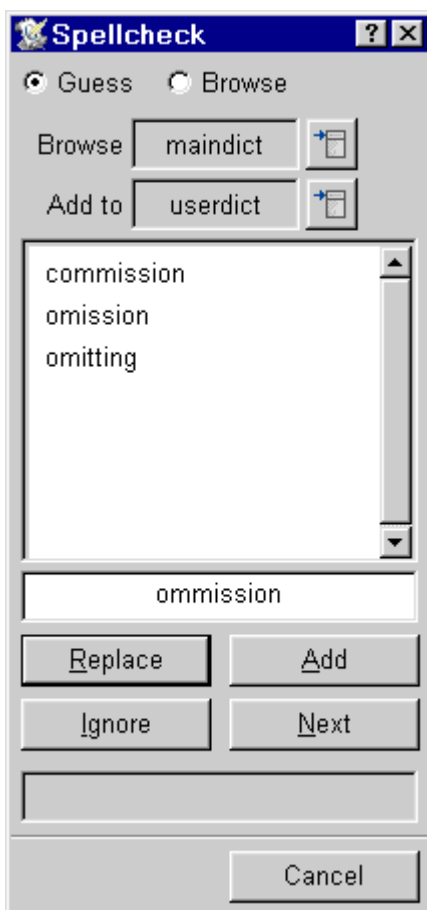 Spellcheck ? X
Guess Browse
Browse maindict
Add to userdict
commission
omission
omitting
ommission
Replace Add
Ignore Next
Cancel